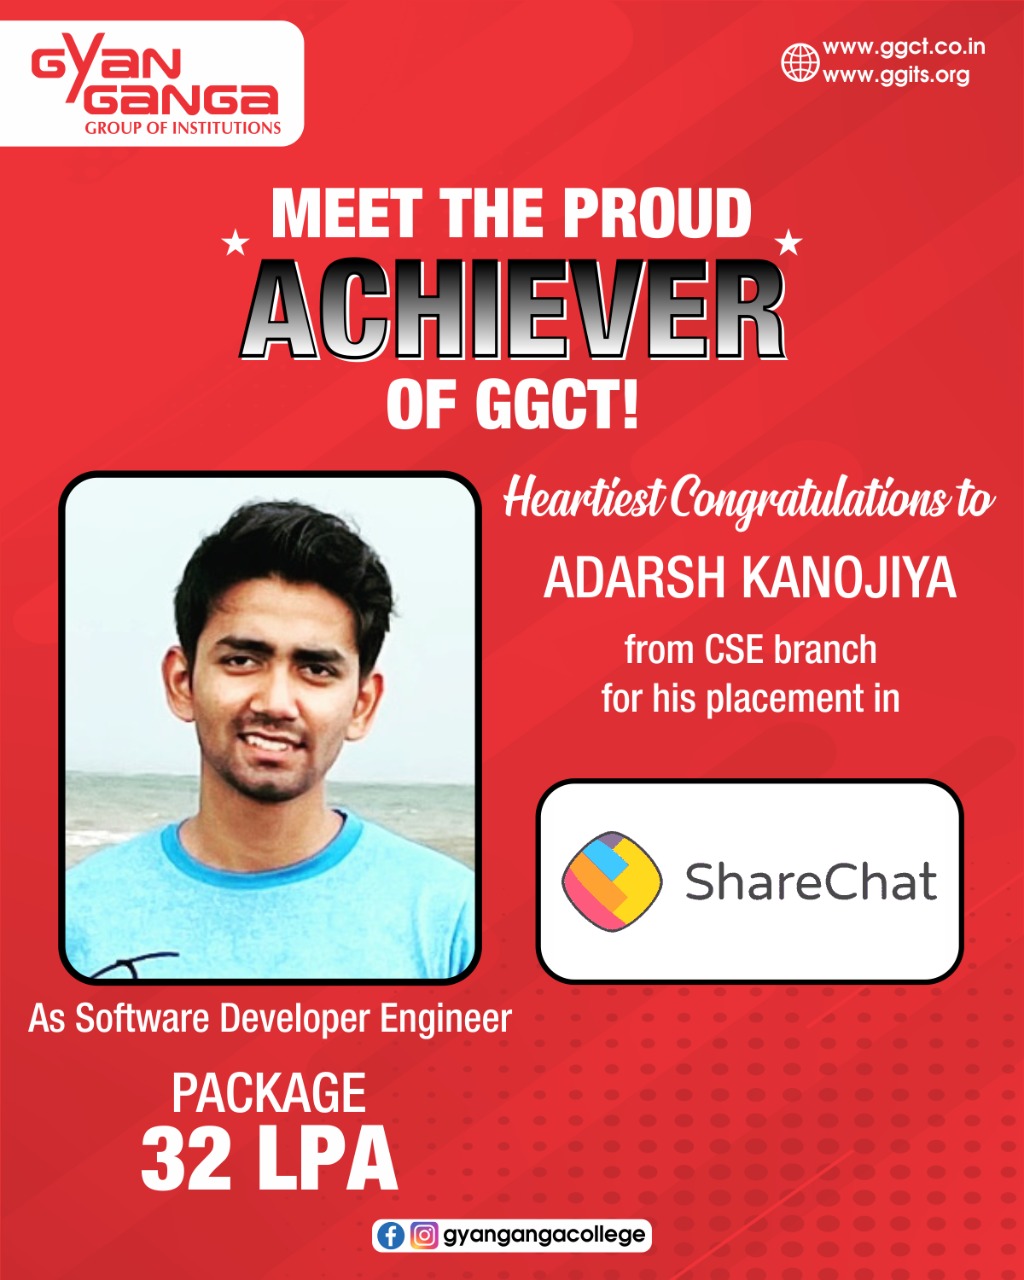 GYAN
GANGA
GROUP OF INSTITUTIONS
www.ggct.co.in
www.ggits.org
MEET THE PROUD
ACHIEVER
OF GGCT!
Heartiest Congratulations to
ADARSH KANOJIYA
from CSE branch
for his placement in
ShareChat
As Software Developer Engineer
PACKAGE
32 LPA
gyangangacollege